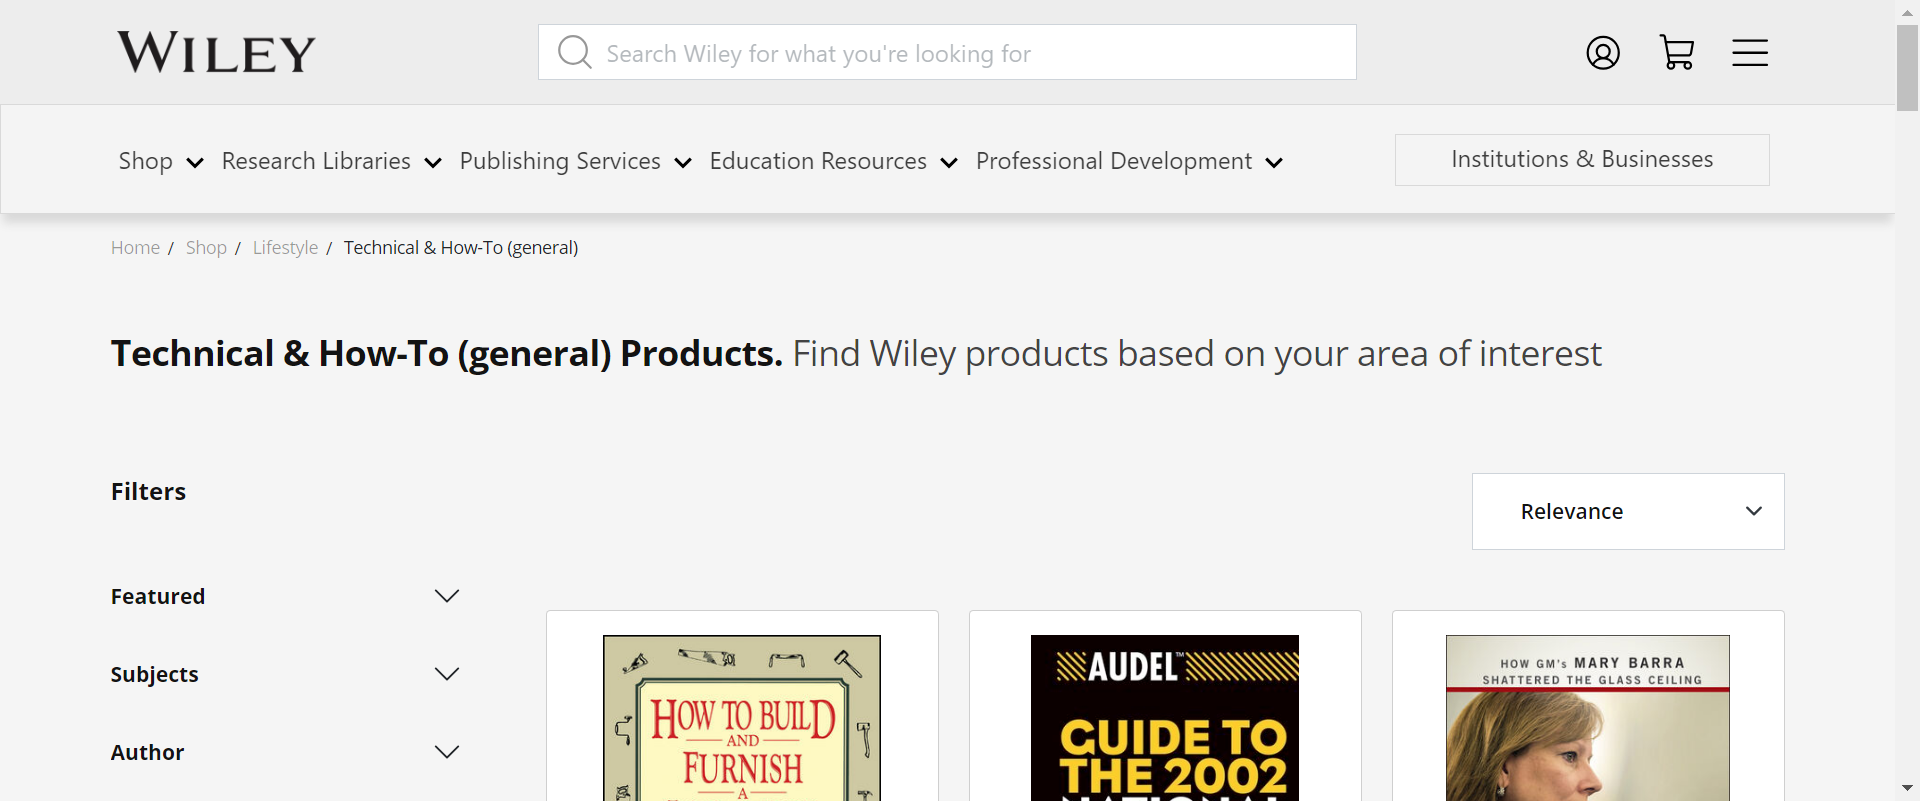 WILEY
Search Wiley for what you're looking for
Shop Research Libraries Publishing Services Education Resources Professional Development Institutions & Businesses
Home / Shop / Lifestyle / Technical & How-To (general)
Technical & How-To (general) Products. Find Wiley products based on your area of interest
Filters
Relevance
Featured
Subjects
Author
HOW TO BUILD
AND
FURNISH
A
AUDEL™
GUIDE TO
THE 2002
NATIONAL
HOW GM's MARY BARRA
SHATTERED THE GLASS CEILING